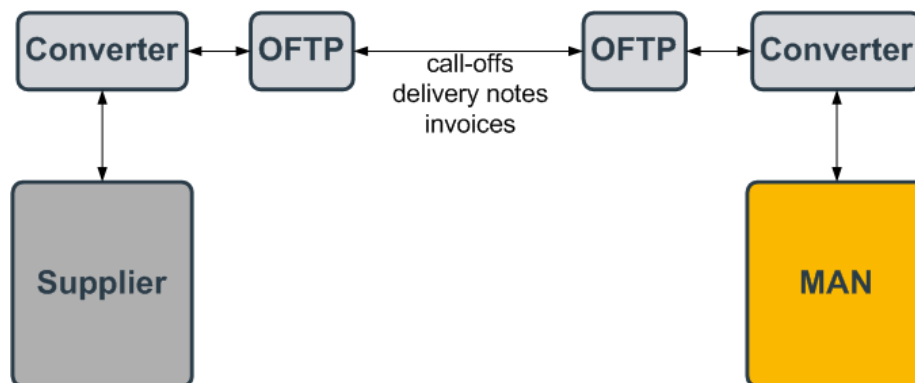 Converter
OFTP
OFTP
Converter
call-offs
delivery notes
invoices
Supplier
MAN